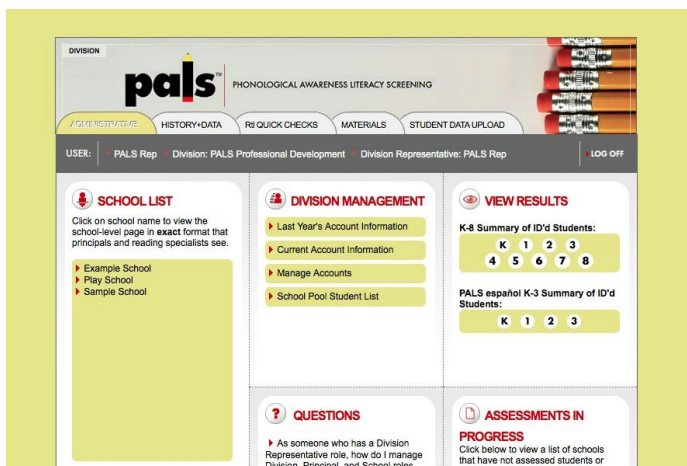 DIVISION
pals™ PHONOLOGICAL AWARENESS LITERACY SCREENING
ADMINISTRATIVE HISTORY+DATA RtI QUICK CHECKS MATERIALS STUDENT DATA UPLOAD
USER: PALS Rep Division: PALS Professional Development Division Representative: PALS Rep LOG OFF
SCHOOL LIST
Click on school name to view the
school-level page in exact format that
principals and reading specialists see.
Example School
Play School
Sample School
DIVISION MANAGEMENT
Last Year's Account Information
Current Account Information
Manage Accounts
School Pool Student List
VIEW RESULTS
K-8 Summary of ID'd Students:
K 1 2 3
4 5 6 7 8
PALS español K-3 Summary of ID'd
Students:
K 1 2 3
? QUESTIONS
As someone who has a Division
Representative role, how do I manage
Division, Principal, and School roles
ASSESSMENTS IN
PROGRESS
Click below to view a list of schools
that have not assessed students or